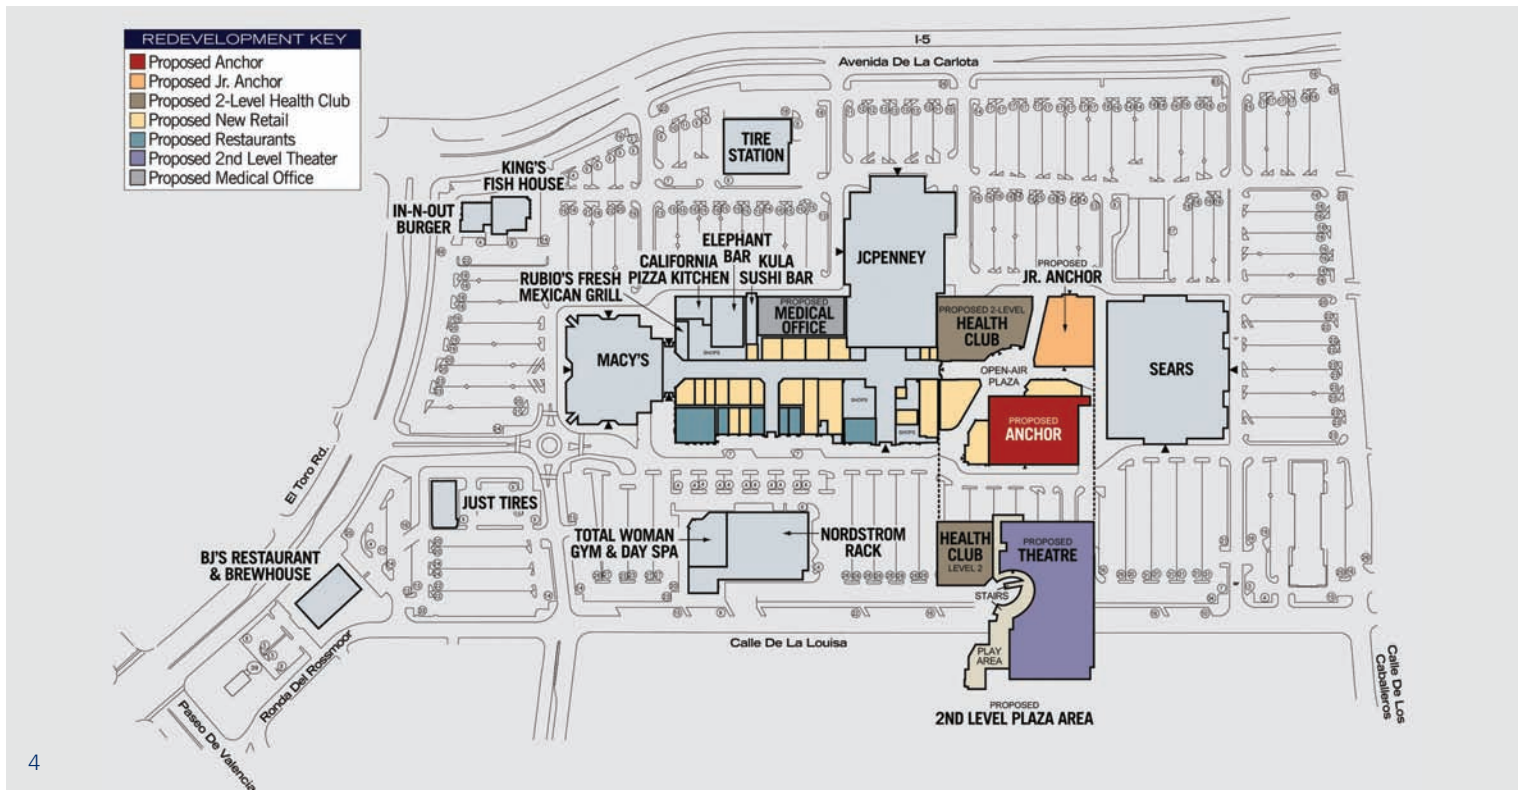 REDEVELOPMENT KEY
Proposed Anchor
Proposed Jr. Anchor
Proposed 2-Level Health Club
Proposed New Retail
Proposed Restaurants
Proposed 2nd Level Theater
Proposed Medical Office
I-5
Avenida De La Carlota
TIRE
STATION
KING'S
FISH HOUSE
IN-N-OUT
BURGER
ELEPHANT
BAR
CALIFORNIA
PIZZA KITCHEN
KULA
SUSHI BAR
RUBIO'S FRESH
MEXICAN GRILL
JCPENNEY
PROPOSED
JR. ANCHOR
PROPOSED
MEDICAL
OFFICE
PROPOSED 2-LEVEL
HEALTH
CLUB
SHOPS
MACY'S
OPEN-AIR
PLAZA
SEARS
SHOPS
SHOPS
PROPOSED
ANCHOR
El Toro Rd.
JUST TIRES
TOTAL WOMAN
GYM & DAY SPA
NORDSTROM
RACK
HEALTH
CLUB
LEVEL 2
PROPOSED
THEATRE
STAIRS
BJ'S RESTAURANT
& BREWHOUSE
Calle De La Louisa
PLAY
AREA
Ronda Del Rossmoor
Paseo De Valencia
Calle De Los
Caballeros
PROPOSED
2ND LEVEL PLAZA AREA
4